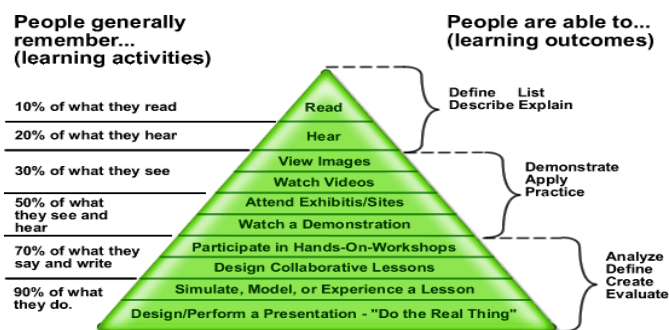 People generally
remember...
(learning activities)
People are able to...
(learning outcomes)
10% of what they read
20% of what they hear
30% of what they see
50% of what
they see and
hear
70% of what they
say and write
90% of what
they do.
Read
Hear
View Images
Watch Videos
Attend Exhibitis/Sites
Watch a Demonstration
Participate in Hands-On-Workshops
Design Collaborative Lessons
Simulate, Model, or Experience a Lesson
Design/Perform a Presentation - "Do the Real Thing"
Define List
Describe Explain
Demonstrate
Apply
Practice
Analyze
Define
Create
Evaluate